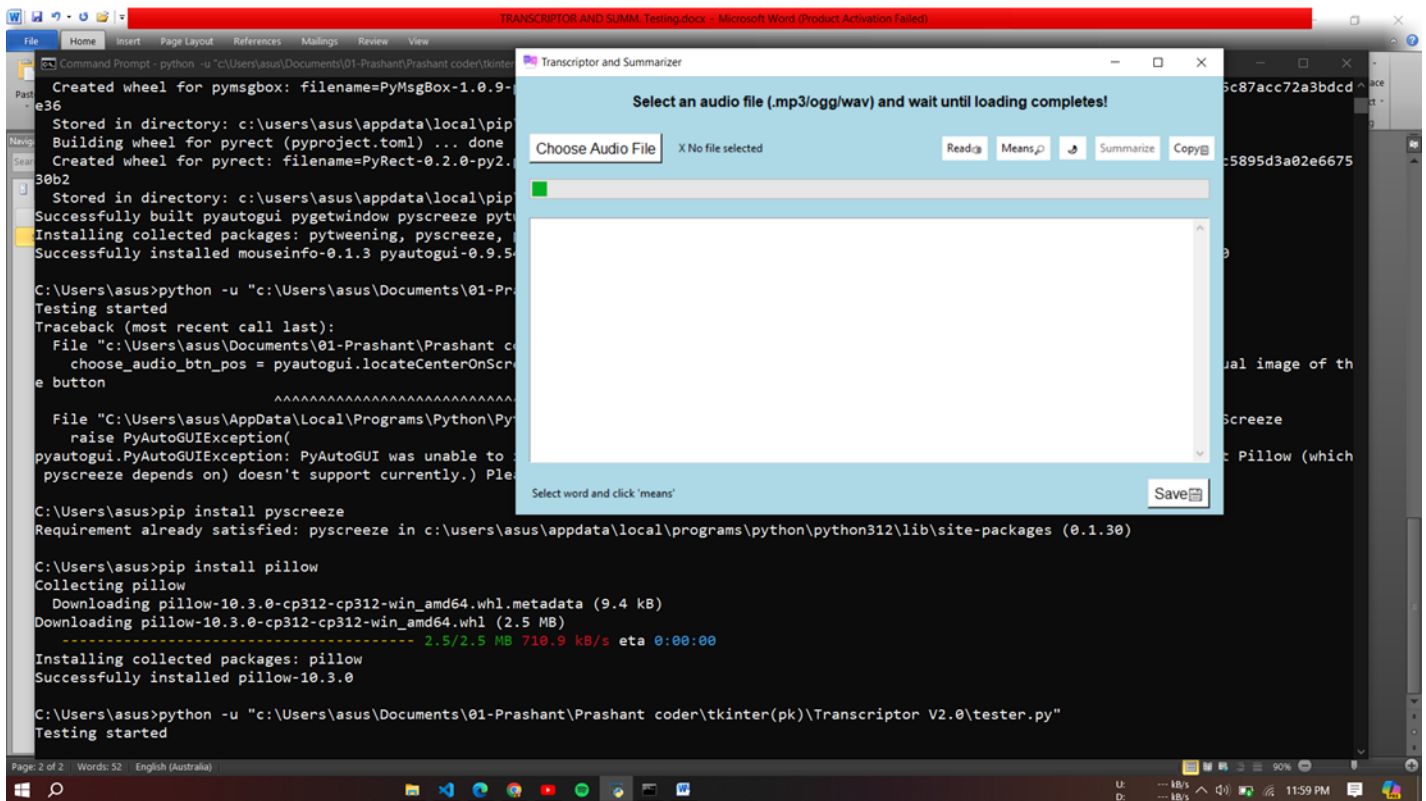 TRANSCRIPTOR AND SUMM. Testing.docx - Microsoft Word (Product Activation Failed)
File Home Insert Page Layout References Mailings Review View
Command Prompt - python -u "c:\Users\asus\Documents\01-Prashant\Prashant coder\tkinter
Created wheel for pymsgbox: filename=PyMsgBox-1.0.9-
5c87acc72a3bdcd
e36
Stored in directory: c:\users\asus\appdata\local\pip
Building wheel for pyrect (pyproject.toml) ... done
Created wheel for pyrect: filename=PyRect-0.2.0-py2.
c5895d3a02e6675
30b2
Stored in directory: c:\users\asus\appdata\local\pip
Successfully built pyautogui pygetwindow pyscreeze pytw
Installing collected packages: pytweening, pyscreeze,
Successfully installed mouseinfo-0.1.3 pyautogui-0.9.5
C:\Users\asus>python -u "c:\Users\asus\Documents\01-Pra
Testing started
Traceback (most recent call last):
File "c:\Users\asus\Documents\01-Prashant\Prashant co
choose_audio_btn_pos = pyautogui.locateCenterOnScre
ual image of th
e button
^^^^^^^^^^^^^^^^^^^^^^^^^^^^
File "C:\Users\asus\AppData\Local\Programs\Python\Py
Screeze
raise PyAutoGUIException(
pyautogui.PyAutoGUIException: PyAutoGUI was unable to
t Pillow (which
pyscreeze depends on) doesn't support currently.) Plea
C:\Users\asus>pip install pyscreeze
Requirement already satisfied: pyscreeze in c:\users\asus\appdata\local\programs\python\python312\lib\site-packages (0.1.30)
C:\Users\asus>pip install pillow
Collecting pillow
Downloading pillow-10.3.0-cp312-cp312-win_amd64.whl.metadata (9.4 kB)
Downloading pillow-10.3.0-cp312-cp312-win_amd64.whl (2.5 MB)
---------------------------------------- 2.5/2.5 MB 710.9 kB/s eta 0:00:00
Installing collected packages: pillow
Successfully installed pillow-10.3.0
C:\Users\asus>python -u "c:\Users\asus\Documents\01-Prashant\Prashant coder\tkinter(pk)\Transcriptor V2.0\tester.py"
Testing started
Transcriptor and Summarizer
Select an audio file (.mp3/ogg/wav) and wait until loading completes!
Choose Audio File X No file selected Read Means Summarize Copy
Select word and click 'means'
Save
Page: 2 of 2 Words: 52 English (Australia) 90%
U: --- kB/s
D: --- kB/s
11:59 PM